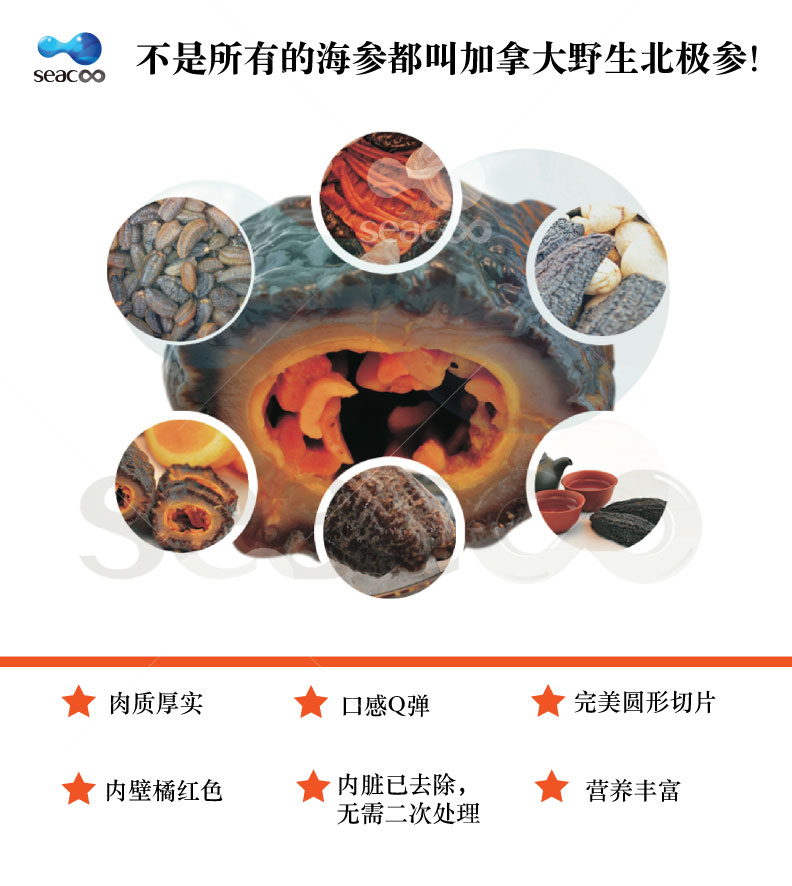 seacoo
不是所有的海参都叫加拿大野生北极参!
seacoo
seacoo
肉质厚实
口感Q弹
完美圆形切片
内壁橘红色
内脏已去除，
无需二次处理
营养丰富